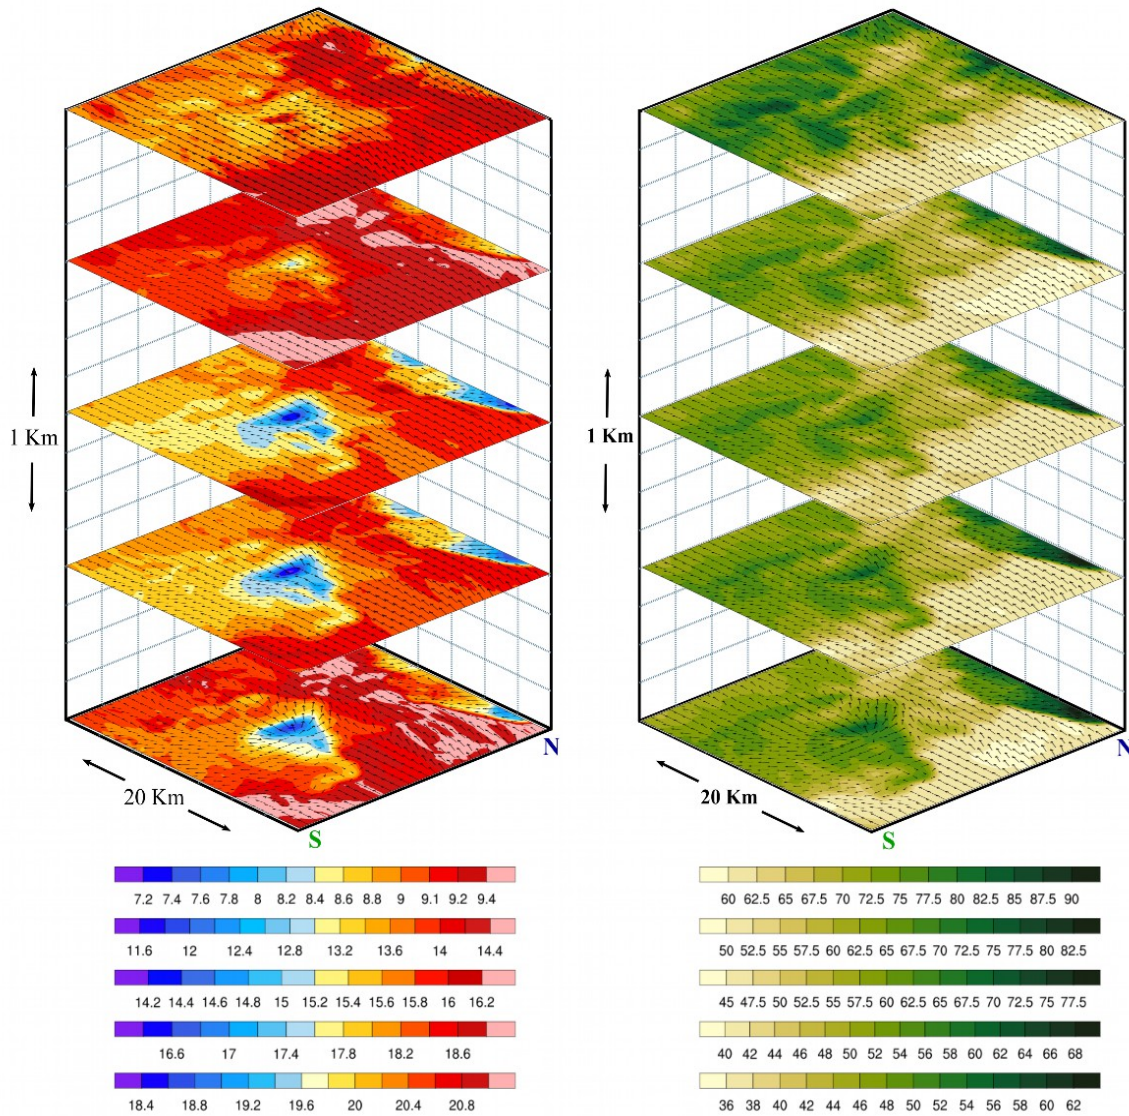 1 Km
1 Km
N
N
20 Km
20 Km
S
S
7.2 7.4 7.6 7.8 8 8.2 8.4 8.6 8.8 9 9.1 9.2 9.4
60 62.5 65 67.5 70 72.5 75 77.5 80 82.5 85 87.5 90
11.6 12 12.4 12.8 13.2 13.6 14 14.4
50 52.5 55 57.5 60 62.5 65 67.5 70 72.5 75 77.5 80 82.5
14.2 14.4 14.6 14.8 15 15.2 15.4 15.6 15.8 16 16.2
45 47.5 50 52.5 55 57.5 60 62.5 65 67.5 70 72.5 75 77.5
16.6 17 17.4 17.8 18.2 18.6
40 42 44 46 48 50 52 54 56 58 60 62 64 66 68
18.4 18.8 19.2 19.6 20 20.4 20.8
36 38 40 42 44 46 48 50 52 54 56 58 60 62